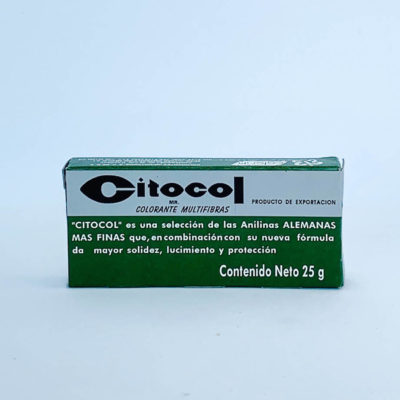 Citocol
MR.
COLORANTE MULTIFIBRAS
PRODUCTO DE EXPORTACION
"CITOCOL" es una selección de las Anilinas ALEMANAS
MAS FINAS que, en combinación con su nueva fórmula
da mayor solidez, lucimiento y protección
Contenido Neto 25 g